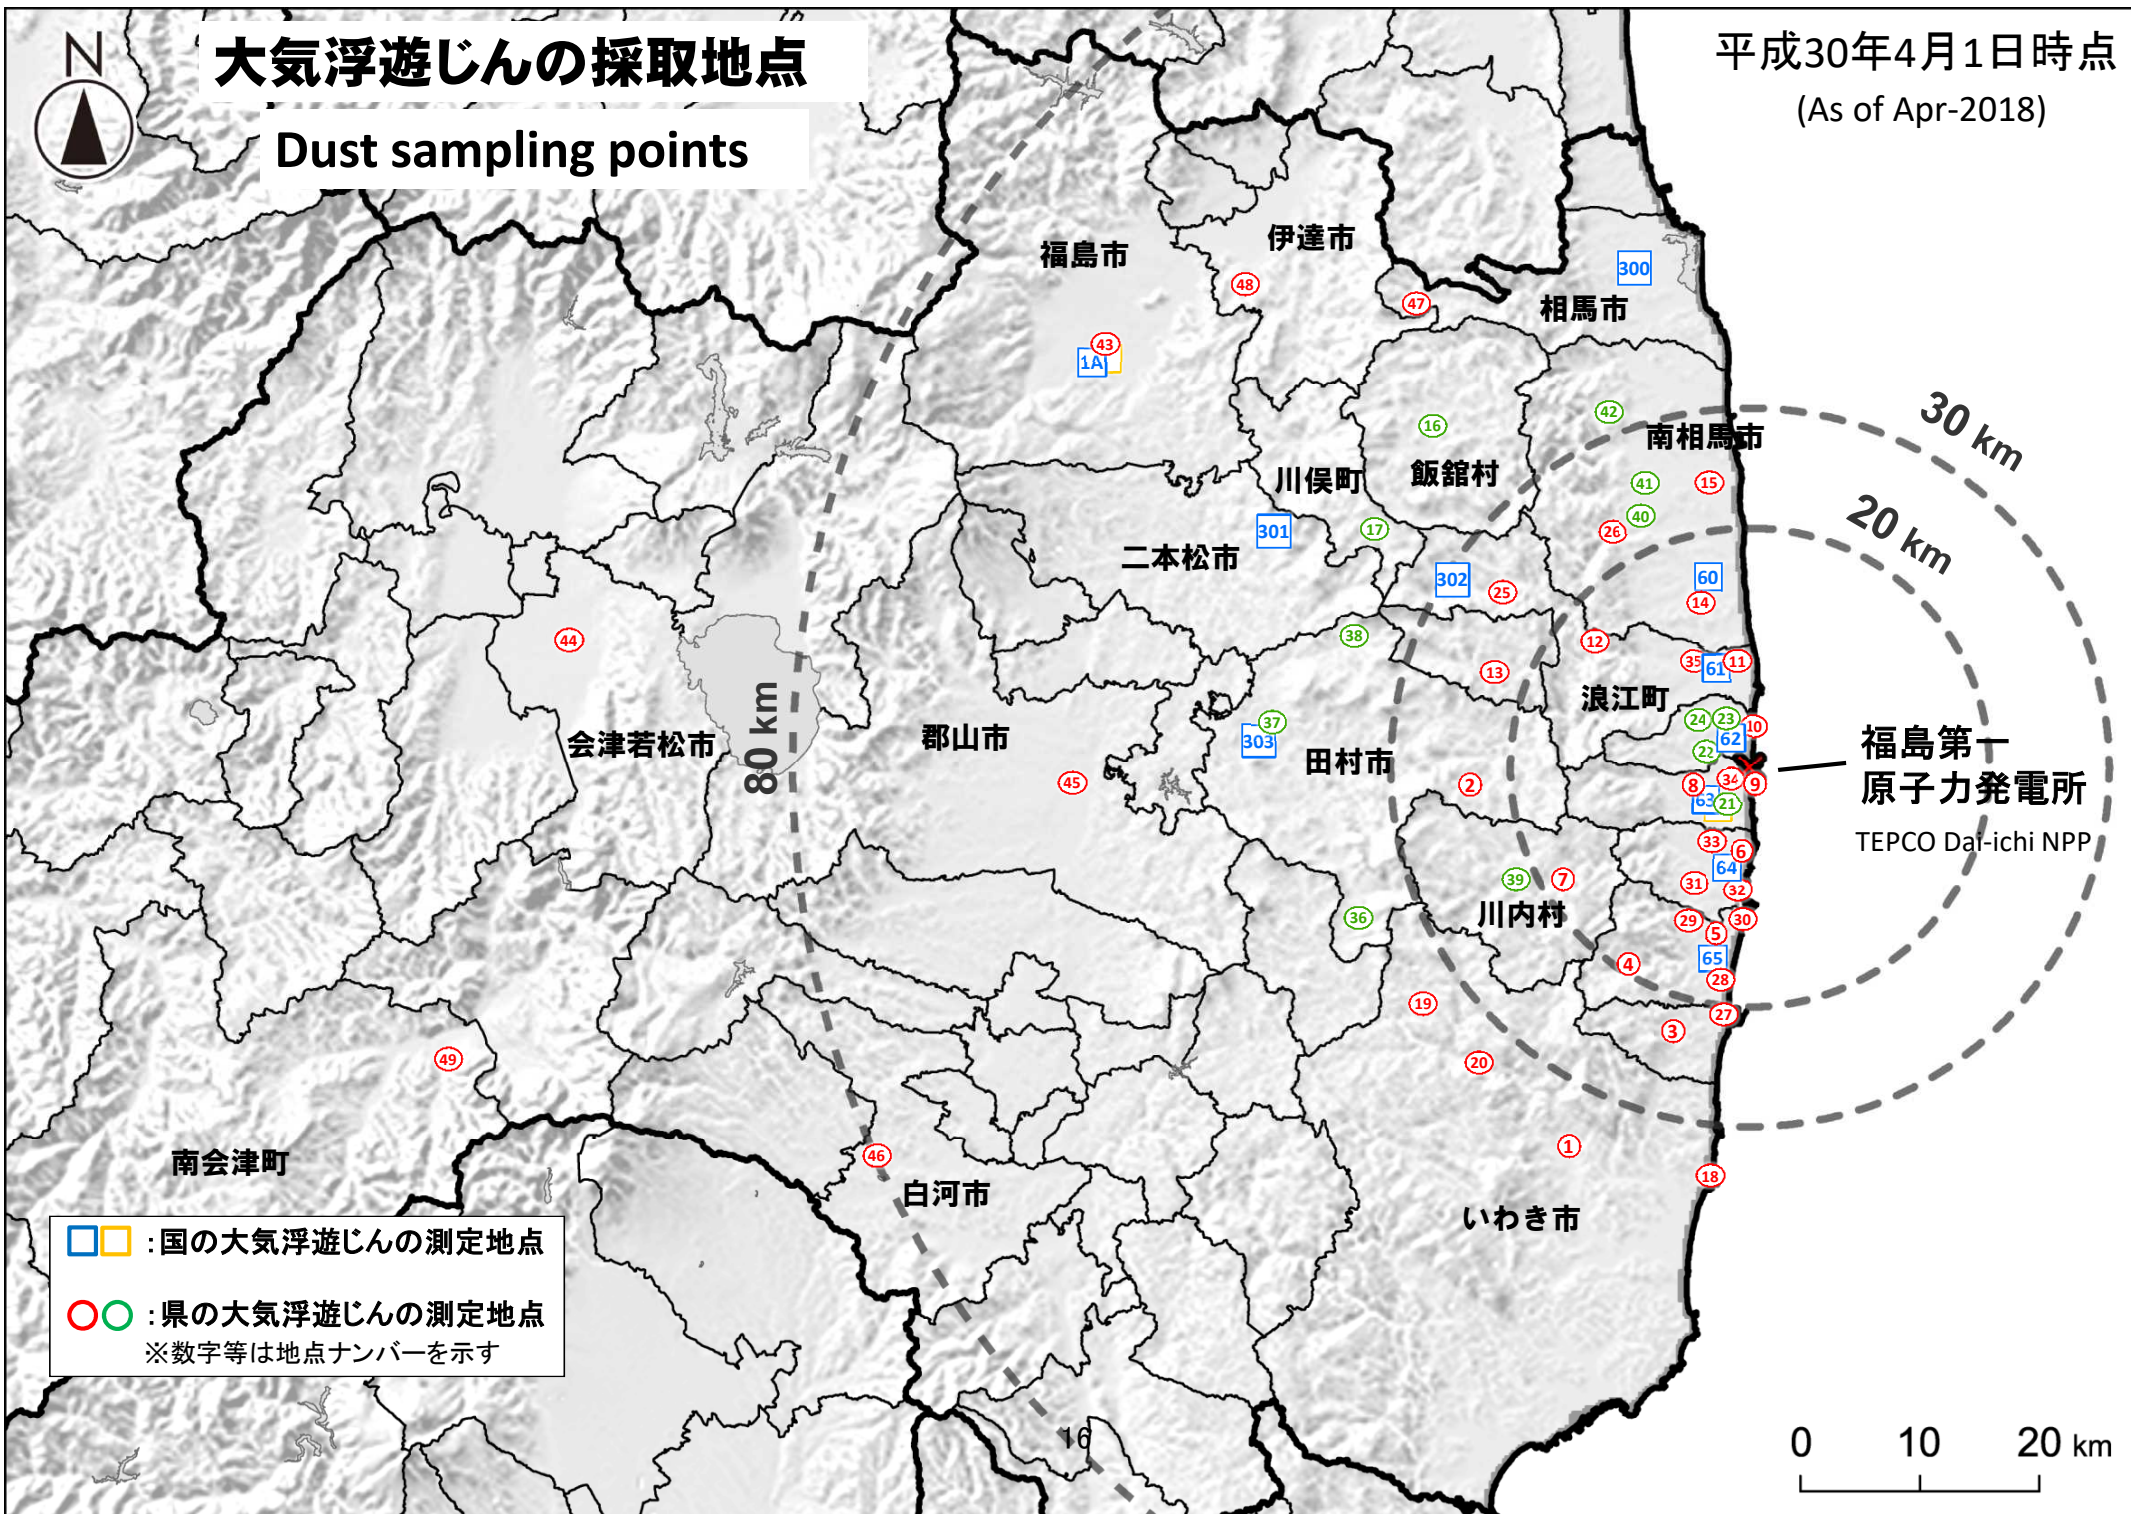 N
大気浮遊じんの採取地点
Dust sampling points
平成30年4月1日時点
(As of Apr-2018)
伊達市
福島市
300
48
47
相馬市
43
1A
30 km
42
16
南相馬市
飯舘村
川俣町
41
15
20 km
40
17
301
26
二本松市
302
60
25
14
38
12
44
35
61
11
13
浪江町
80 km
24
23
10
37
62
303
会津若松市
郡山市
22
田村市
福島第一
原子力発電所
TEPCO Dai-ichi NPP
45
2
8
34
9
63
21
33
6
64
39
7
31
32
川内村
36
29
30
5
65
4
28
19
27
3
49
20
1
46
南会津町
18
白河市
いわき市
:国の大気浮遊じんの測定地点
:県の大気浮遊じんの測定地点
※数字等は地点ナンバーを示す
16
0 10 20 km